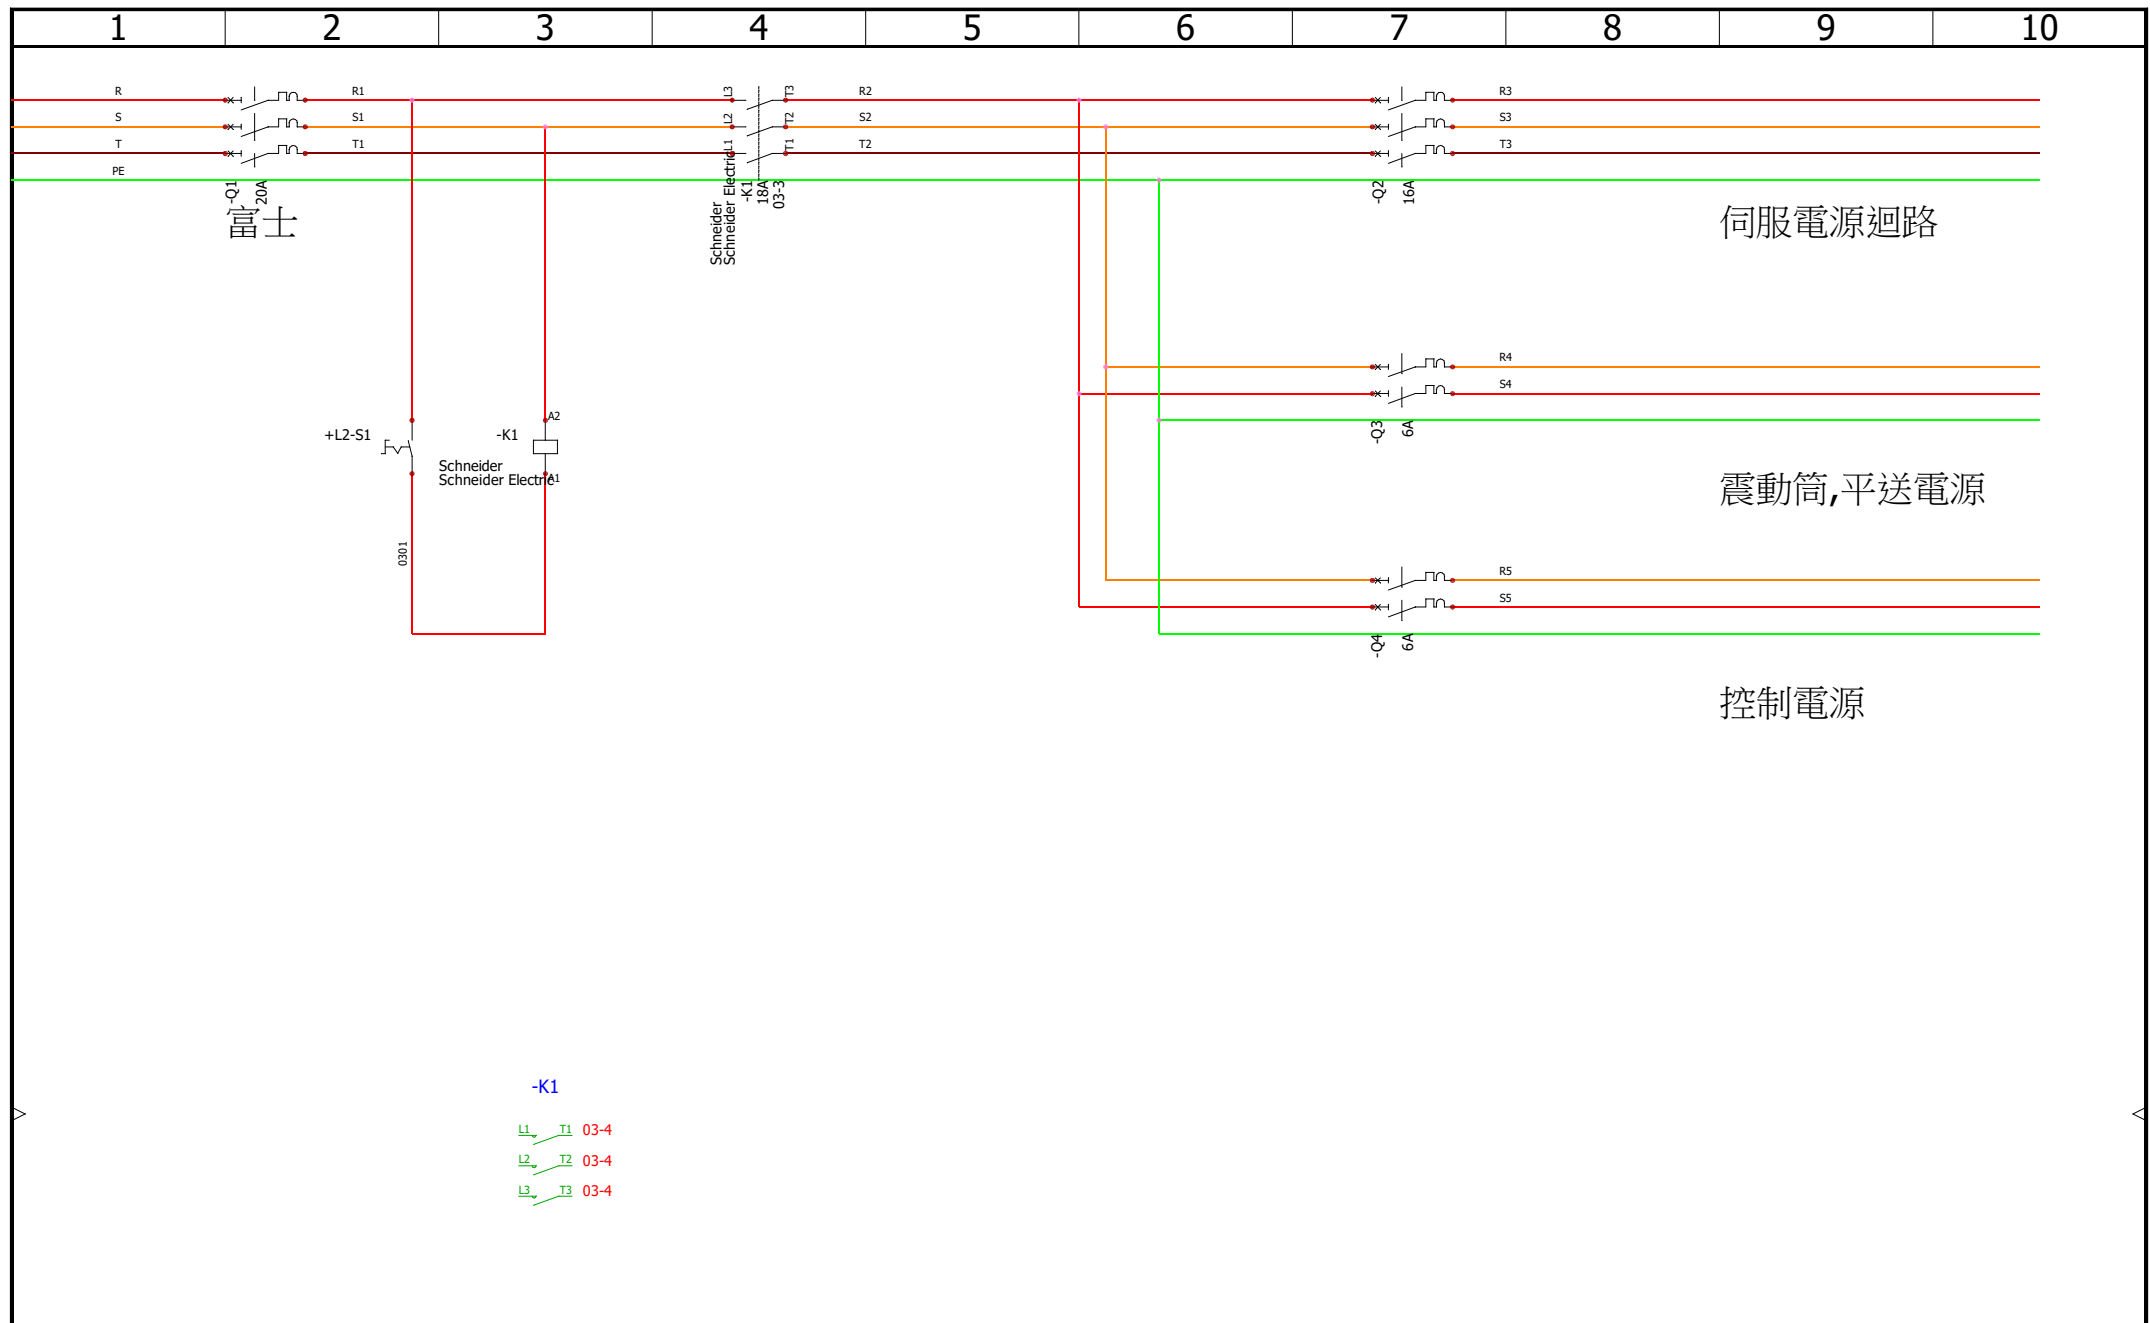 1 2 3 4 5 6 7 8 9 10
R R1 L3 T3 R2 R3
S S1 L2 T2 S2 S3
T T1 L1 T1 T2 T3
PE
-Q1
20A
富士
Schneider
Schneider Electric
-K1
18A
03-3
-Q2
16A
伺服電源迴路
R4
S4
-Q3
6A
+L2-S1
-K1
A2
Schneider
Schneider Electric
A1
震動筒,平送電源
0301
R5
S5
-Q4
6A
控制電源
-K1
L1 T1 03-4
L2 T2 03-4
L3 T3 03-4